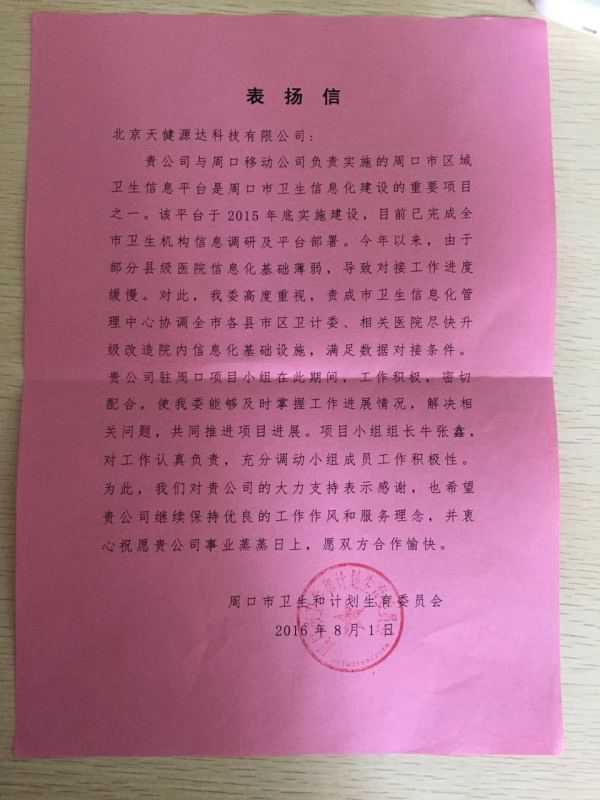 表扬信
北京天健源达科技有限公司：
贵公司与周口移动公司负责实施的周口市区域
卫生信息平台是周口市卫生信息化建设的重要项目
之一。该平台于2015年底实施建设，目前已完成全
市卫生机构信息调研及平台部署。今年以来，由于
部分县级医院信息化基础薄弱，导致对接工作进度
缓慢。对此，我委高度重视，责成市卫生信息化管
理中心协调全市各县市区卫计委、相关医院尽快升
级改造院内信息化基础设施，满足数据对接条件。
贵公司驻周口项目小组在此期间，工作积极，密切
配合，使我委能够及时掌握工作进展情况，解决相
关问题，共同推进项目进展。项目小组组长牛张鑫，
对工作认真负责，充分调动小组成员工作积极性。
为此，我们对贵公司的大力支持表示感谢，也希望
贵公司继续保持优良的工作作风和服务理念，并衷
心祝愿贵公司事业蒸蒸日上，愿双方合作愉快。
周口市卫生和计划生育委员会
2016年8月1日